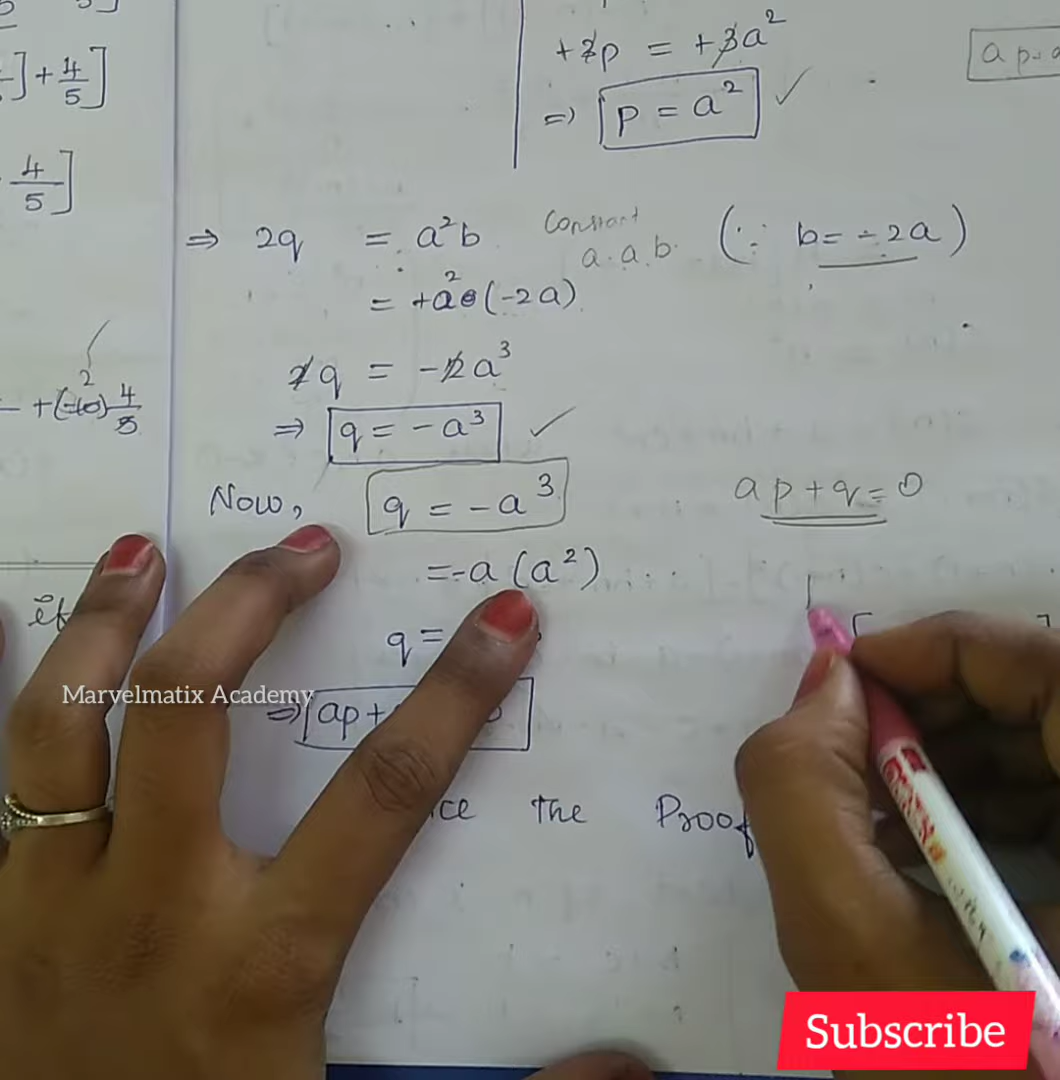 ] + 4/5 ]
4/5 ]
+ (-10) 4/5
2
+2p = +3a²
⇒ p = a² ✓
a p =
⇒ 2q = a²b Constant a.a.b. (∵ b = -2a)
= +a²(-2a)
2q = -2a³
⇒ q = -a³ ✓
Now, q = -a³
ap + q = 0
= -a (a²)
q =
⇒ ap +
the Proof
Marvelmatix Academy
Subscribe